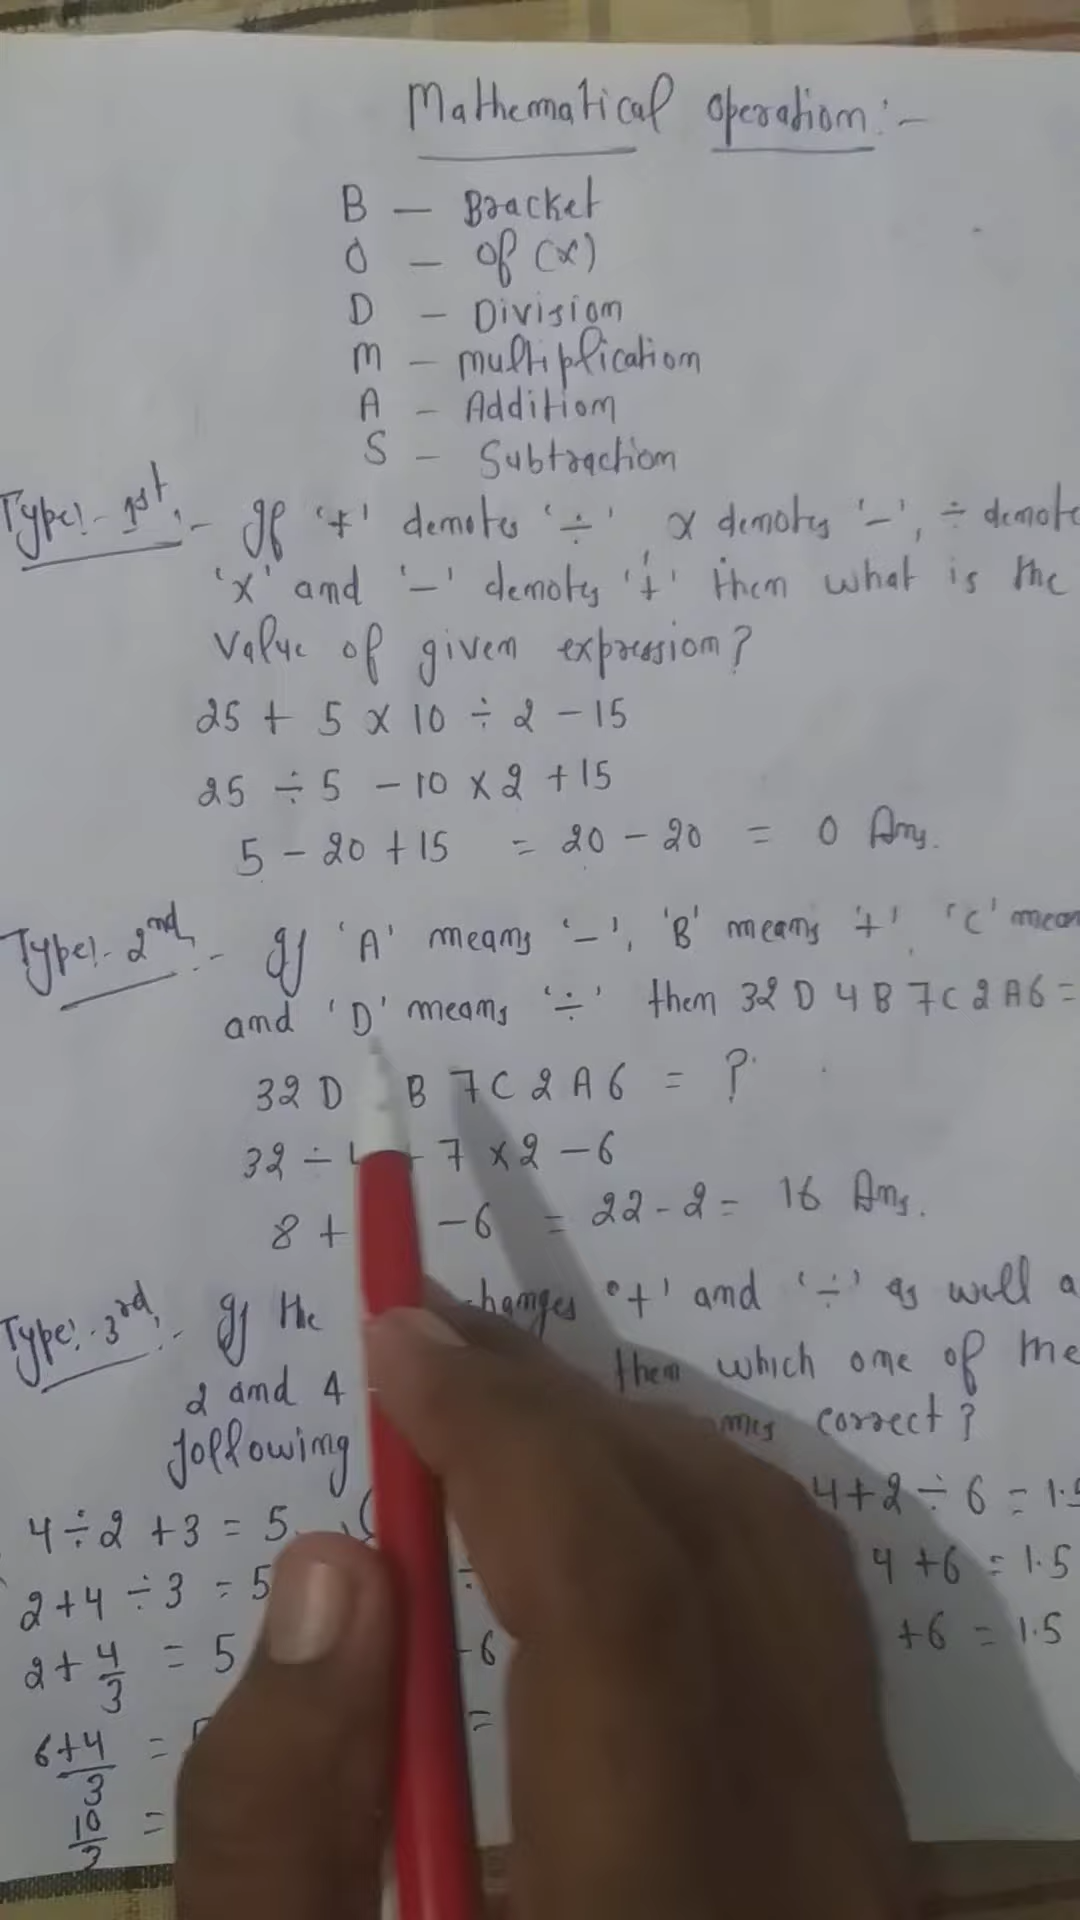 Mathematical operation:-
B - Bracket
O - of (x)
D - Division
M - multiplication
A - Addition
S - Subtraction
Type:- 1st :- If '+' denotes '÷' x denotes '-', ÷ denote
'x' and '-' denotes '+' then what is the
value of given expression?
25 + 5 x 10 ÷ 2 - 15
25 ÷ 5 - 10 x 2 + 15
5 - 20 + 15 = 20 - 20 = 0 Ans.
Type:- 2nd :- If 'A' means '-', 'B' means '+', 'C' mean
and 'D' means '÷' then 32 D 4 B 7 C 2 A 6 =
32 D B 7 C 2 A 6 = ?
32 ÷ 4 + 7 x 2 - 6
8 + - 6 = 22 - 2 = 16 Ans.
Type:- 3rd :- If the changes '+' and '÷' as well a
2 and 4 then which one of the
following correct?
4 ÷ 2 + 3 = 5
2 + 4 ÷ 3 = 5
2 + 4/3 = 5
6+4/3 =
10/3 =
÷
6
=
4 + 2 ÷ 6 = 1.5
4 + 6 = 1.5
+6 = 1.5